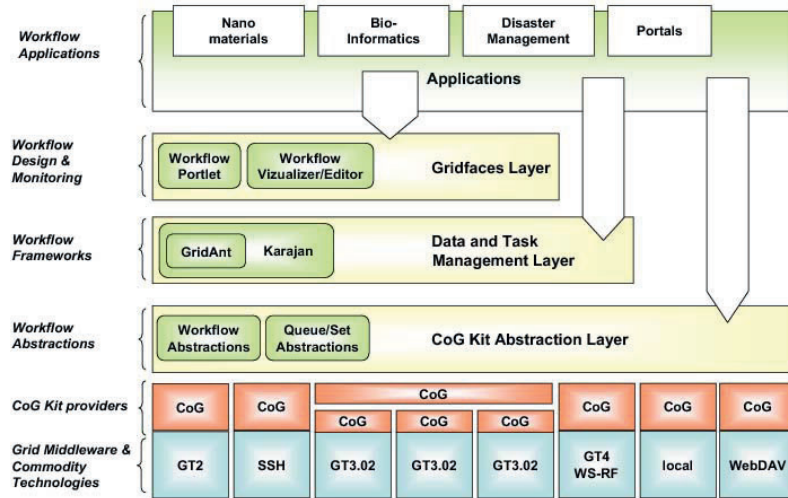 Workflow
Applications
Nano
materials
Bio-
Informatics
Disaster
Management
Portals
Applications
Workflow
Design &
Monitoring
Workflow
Portlet
Workflow
Vizualizer/Editor
Gridfaces Layer
Workflow
Frameworks
GridAnt
Karajan
Data and Task
Management Layer
Workflow
Abstractions
Workflow
Abstractions
Queue/Set
Abstractions
CoG Kit Abstraction Layer
CoG Kit providers
CoG
CoG
CoG
CoG
CoG
CoG
CoG
CoG
CoG
Grid Middleware &
Commodity
Technologies
GT2
SSH
GT3.02
GT3.02
GT3.02
GT4
WS-RF
local
WebDAV